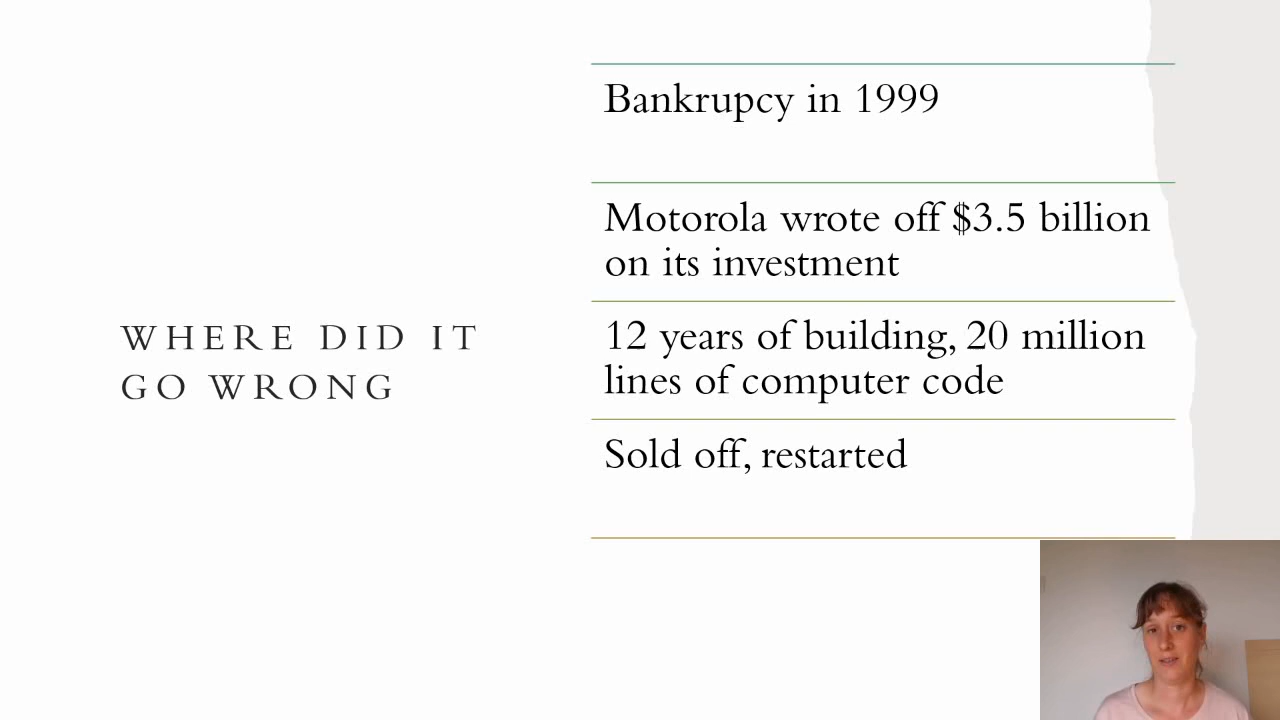 WHERE DID IT
GO WRONG
Bankrupcy in 1999
Motorola wrote off $3.5 billion
on its investment
12 years of building, 20 million
lines of computer code
Sold off, restarted